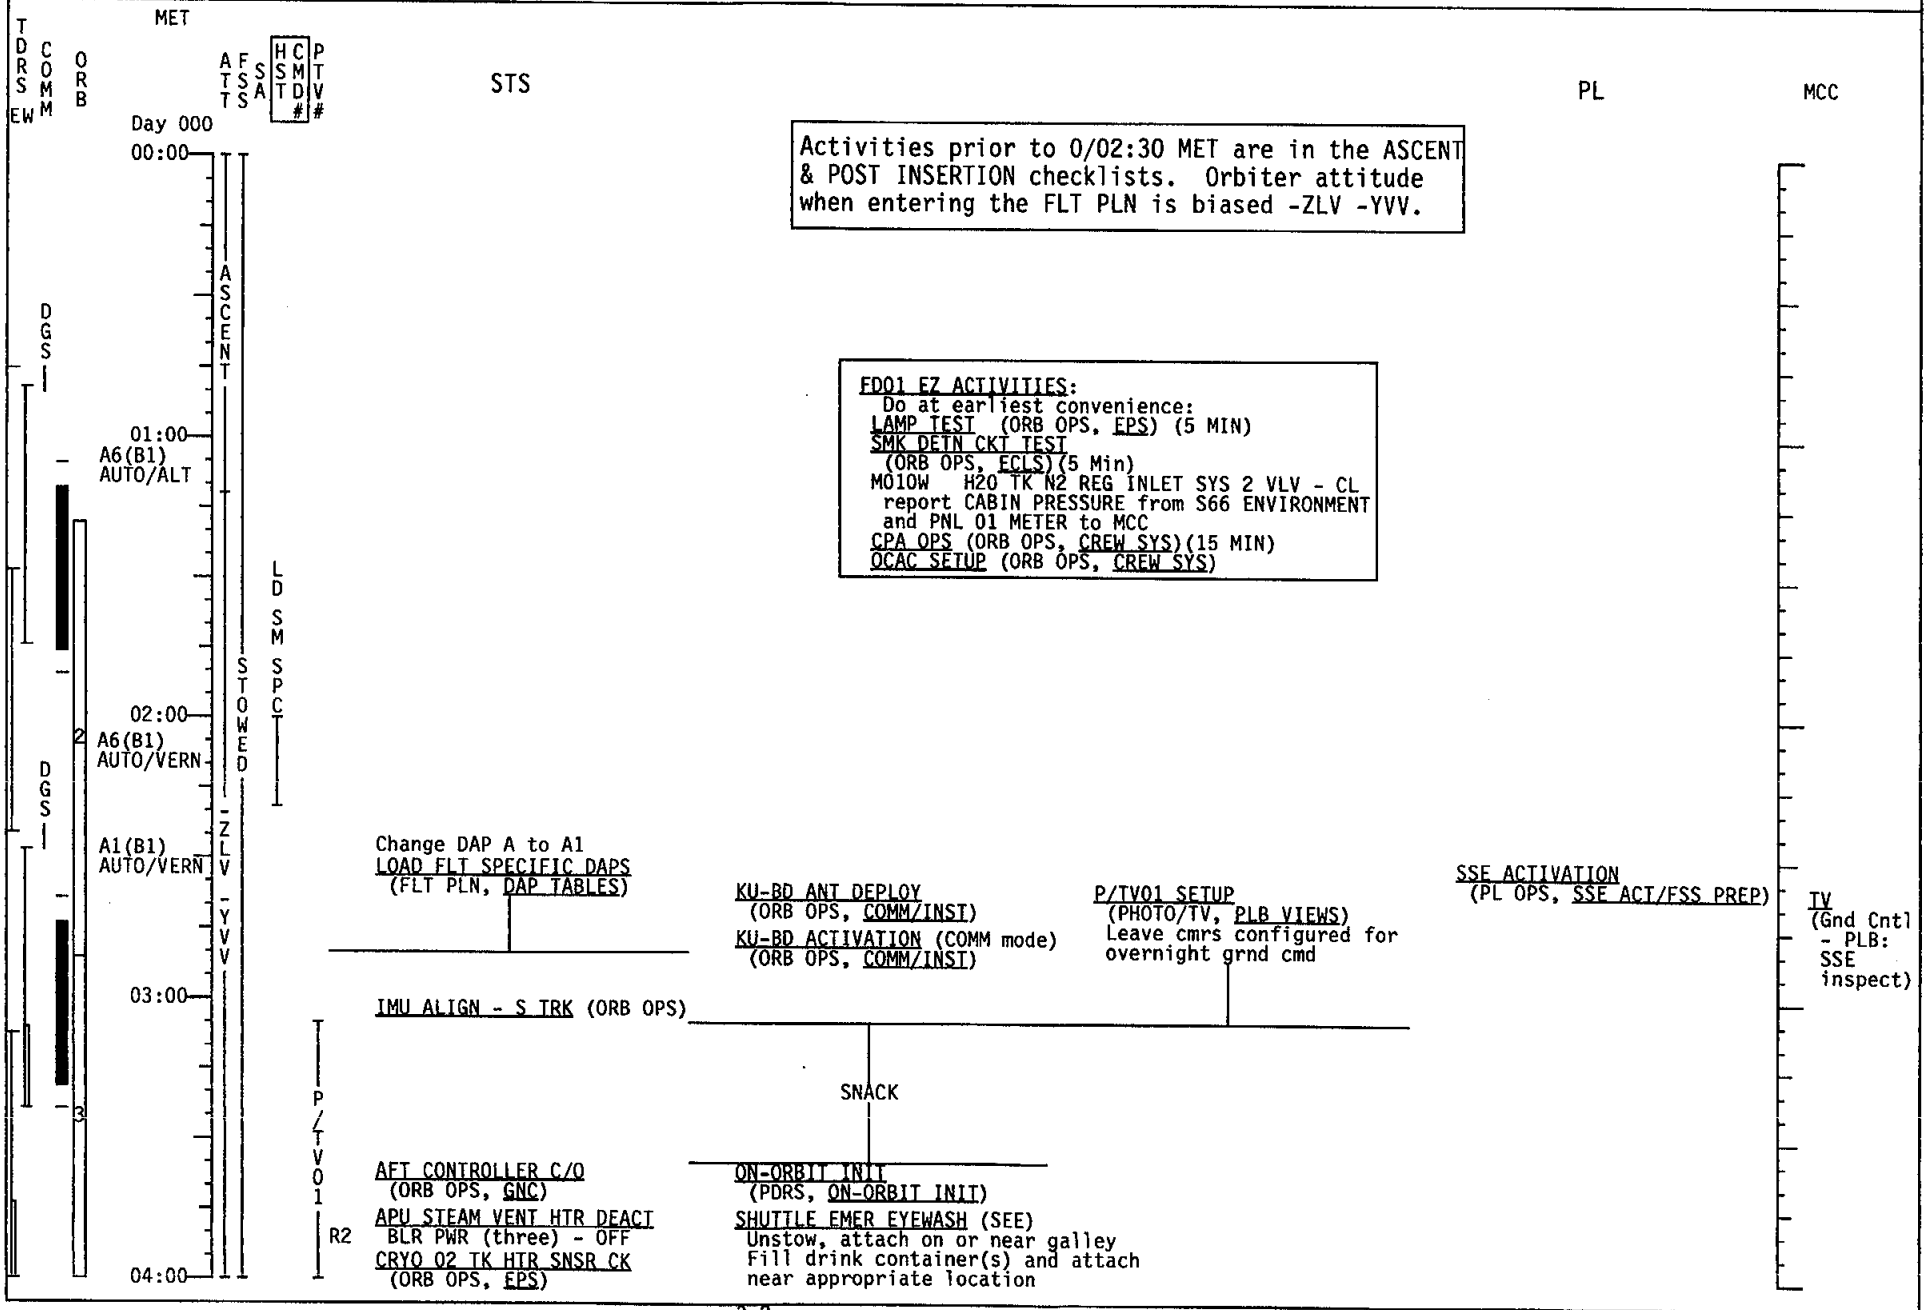 MET
TDRS EW
COMM
ORB
ATT
FSS
SA
HST
CMD#
PTV#
STS
PL
MCC
Day 000
00:00
Activities prior to 0/02:30 MET are in the ASCENT
& POST INSERTION checklists. Orbiter attitude
when entering the FLT PLN is biased -ZLV -YVV.
ASCENT
DGS
FD01 EZ ACTIVITIES:
Do at earliest convenience:
LAMP TEST (ORB OPS, EPS) (5 MIN)
SMK DETN CKT TEST
(ORB OPS, ECLS)(5 Min)
MO10W H20 TK N2 REG INLET SYS 2 VLV - CL
report CABIN PRESSURE from S66 ENVIRONMENT
and PNL O1 METER to MCC
CPA OPS (ORB OPS, CREW SYS)(15 MIN)
OCAC SETUP (ORB OPS, CREW SYS)
01:00
A6(B1)
AUTO/ALT
LD SM SPC
STOWED
02:00
2
A6(B1)
AUTO/VERN
DGS
-ZLV -YVV
A1(B1)
AUTO/VERN
Change DAP A to A1
LOAD FLT SPECIFIC DAPS
(FLT PLN, DAP TABLES)
KU-BD ANT DEPLOY
(ORB OPS, COMM/INST)
KU-BD ACTIVATION (COMM mode)
(ORB OPS, COMM/INST)
P/TV01 SETUP
(PHOTO/TV, PLB VIEWS)
Leave cmrs configured for
overnight grnd cmd
SSE ACTIVATION
(PL OPS, SSE ACT/FSS PREP)
TV
(Gnd Cntl
- PLB:
SSE
inspect)
03:00
IMU ALIGN - S TRK (ORB OPS)
SNACK
3
P/TV01
AFT CONTROLLER C/O
(ORB OPS, GNC)
APU STEAM VENT HTR DEACT
R2 BLR PWR (three) - OFF
CRYO O2 TK HTR SNSR CK
(ORB OPS, EPS)
ON-ORBIT INIT
(PDRS, ON-ORBIT INIT)
SHUTTLE EMER EYEWASH (SEE)
Unstow, attach on or near galley
Fill drink container(s) and attach
near appropriate location
04:00